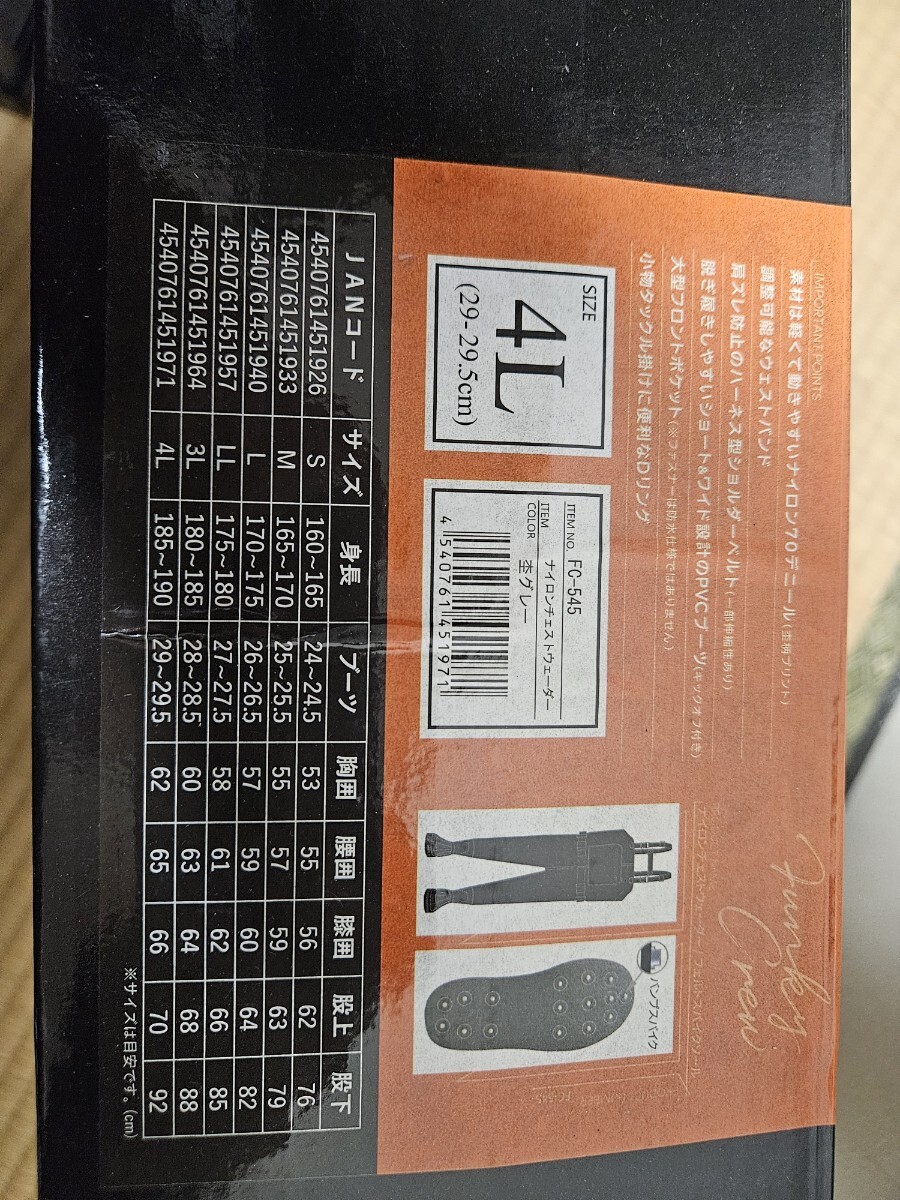 IMPORTANT POINTS
素材は軽くて動きやすいナイロン70デニール(杢柄プリント)
調整可能なウェストバンド
肩ズレ防止のハーネス型ショルダーベルト(一部伸縮性あり)
脱ぎ履きしやすいショート&ワイド設計のPVCブーツ(キックオフ付き)
大型フロントポケット(※ファスナーは防水仕様ではありません)
小物タックル掛けに便利なDリング
Funky Crew
SIZE
4L
(29-29.5cm)
ITEM NO. FC-545
ITEM ナイロンチェストウェーダー
COLOR 杢グレー
4 540761 451971
パンプスパイク
JANコード サイズ 身長 ブーツ 胸囲 腰囲 膝囲 股上 股下
4540761451926 S 160~165 24~24.5 53 55 56 62 76
4540761451933 M 165~170 25~25.5 55 57 59 63 79
4540761451940 L 170~175 26~26.5 57 59 60 64 82
4540761451957 LL 175~180 27~27.5 58 61 62 66 85
4540761451964 3L 180~185 28~28.5 60 63 64 68 88
4540761451971 4L 185~190 29~29.5 62 65 66 70 92
※サイズは目安です。(cm)